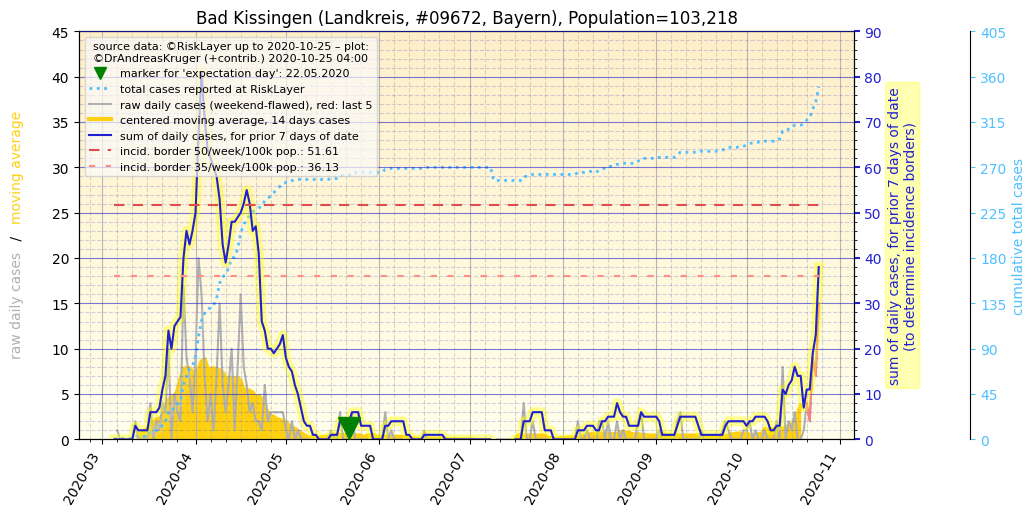 Bad Kissingen (Landkreis, #09672, Bayern), Population=103,218
source data: ©RiskLayer up to 2020-10-25 – plot:
©DrAndreasKruger (+contrib.) 2020-10-25 04:00
marker for 'expectation day': 22.05.2020
total cases reported at RiskLayer
raw daily cases (weekend-flawed), red: last 5
centered moving average, 14 days cases
sum of daily cases, for prior 7 days of date
incid. border 50/week/100k pop.: 51.61
incid. border 35/week/100k pop.: 36.13
raw daily cases / moving average
45
40
35
30
25
20
15
10
5
0
90
80
70
60
50
40
30
20
10
0
sum of daily cases, for prior 7 days of date
(to determine incidence borders)
405
360
315
270
225
180
135
90
45
0
cumulative total cases
2020-03
2020-04
2020-05
2020-06
2020-07
2020-08
2020-09
2020-10
2020-11